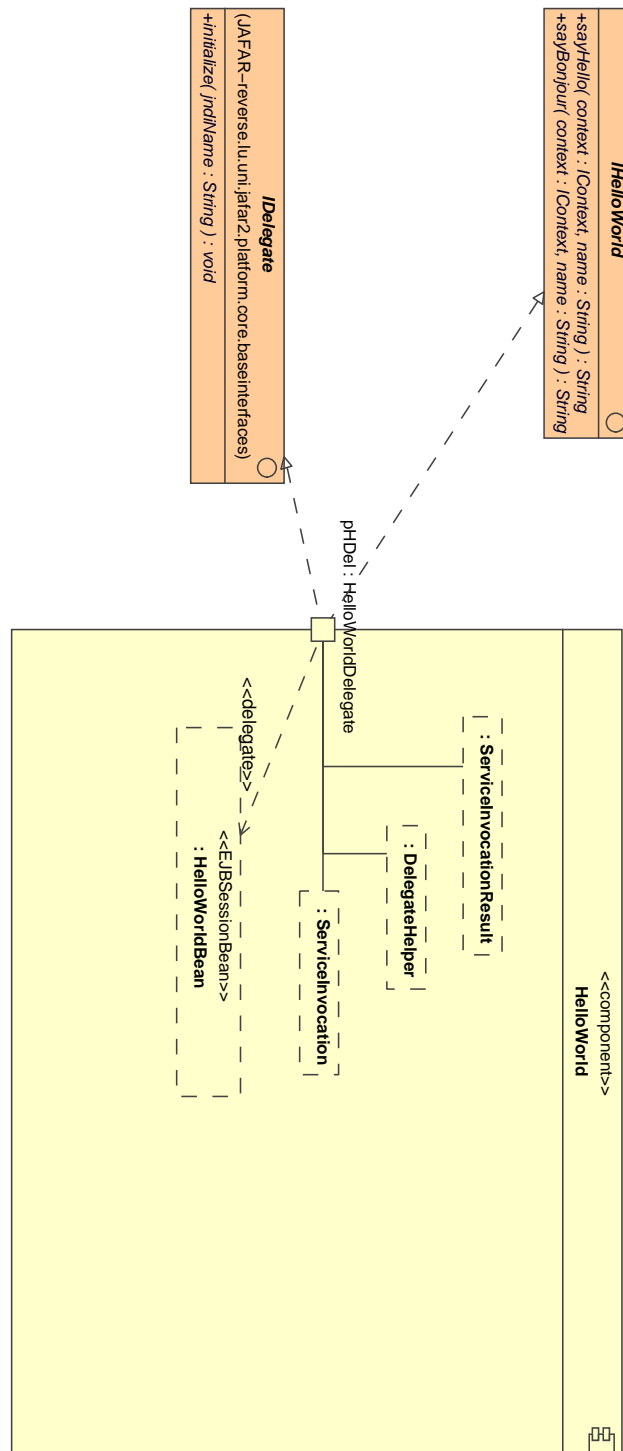 IHelloWorld
+sayHello( context : IContext, name : String ) : String
+sayBonjour( context : IContext, name : String ) : String
IDelegate
(JAFAR−reverse.lu.uni.jafar2.platform.core.baseinterfaces)
+initialize( jndiName : String ) : void
pHDel : HelloWorldDelegate
<<component>>
HelloWorld
: ServiceInvocationResult
: DelegateHelper
: ServiceInvocation
<<delegate>>
<<EJBSessionBean>>
: HelloWorldBean